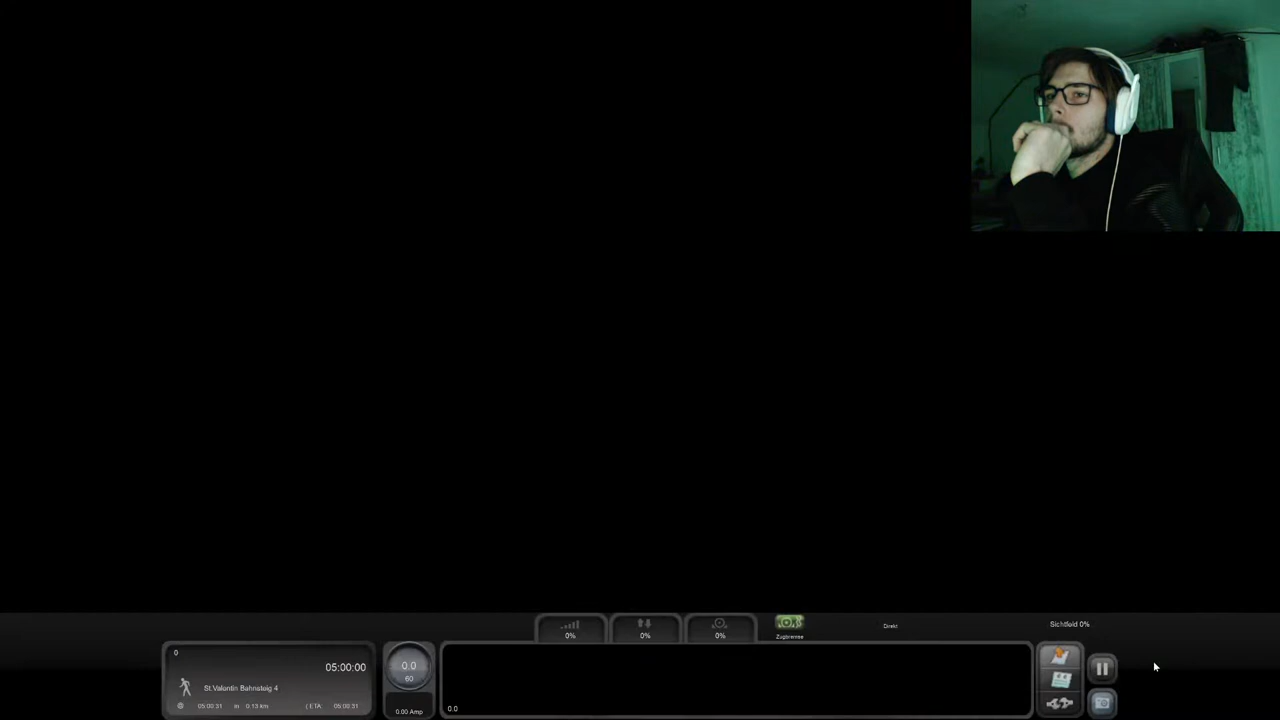 0% 0% 0% Zugbremse Direkt Sichtfeld 0%
0
05:00:00
St.Valentin Bahnsteig 4
05:00:31 m 0.13 km ( ETA: 05:00:31
0.0
60
0.00 Amp
0.0